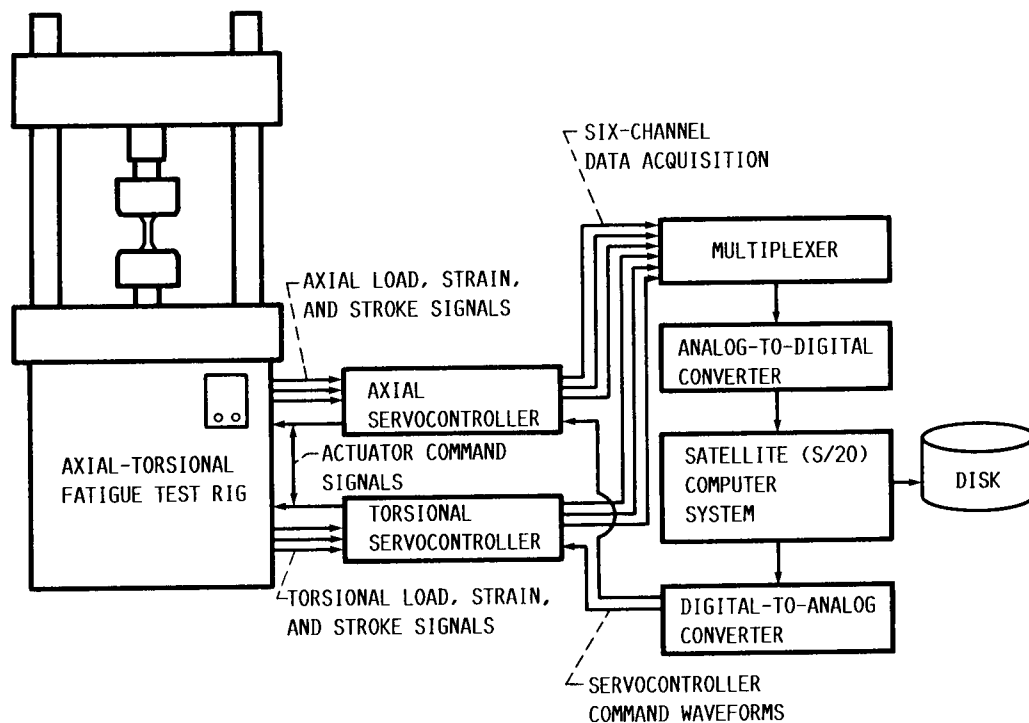 SIX-CHANNEL
DATA ACQUISITION
MULTIPLEXER
AXIAL LOAD, STRAIN,
AND STROKE SIGNALS
ANALOG-TO-DIGITAL
CONVERTER
AXIAL
SERVOCONTROLLER
AXIAL-TORSIONAL
FATIGUE TEST RIG
ACTUATOR COMMAND
SIGNALS
SATELLITE (S/20)
COMPUTER
SYSTEM
DISK
TORSIONAL
SERVOCONTROLLER
TORSIONAL LOAD, STRAIN,
AND STROKE SIGNALS
DIGITAL-TO-ANALOG
CONVERTER
SERVOCONTROLLER
COMMAND WAVEFORMS